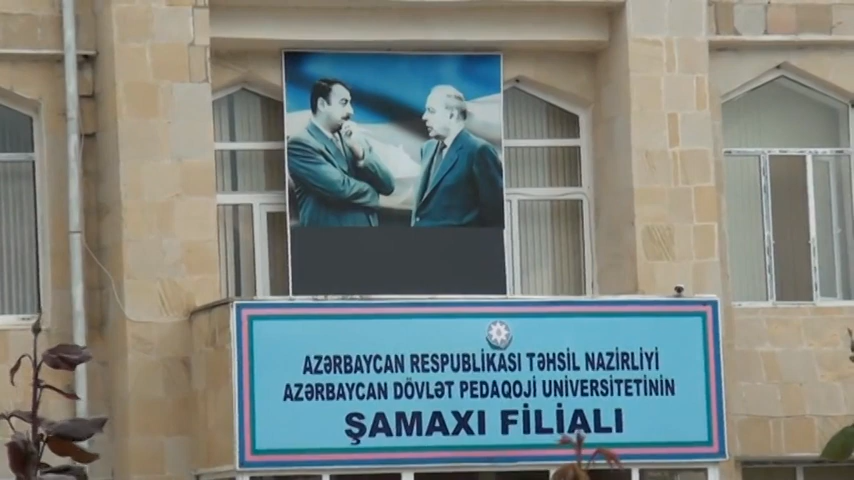 AZƏRBAYCAN RESPUBLİKASI TƏHSİL NAZİRLİYİ
AZƏRBAYCAN DÖVLƏT PEDAQOJİ UNİVERSİTETİNİN
ŞAMAXI FİLİALI